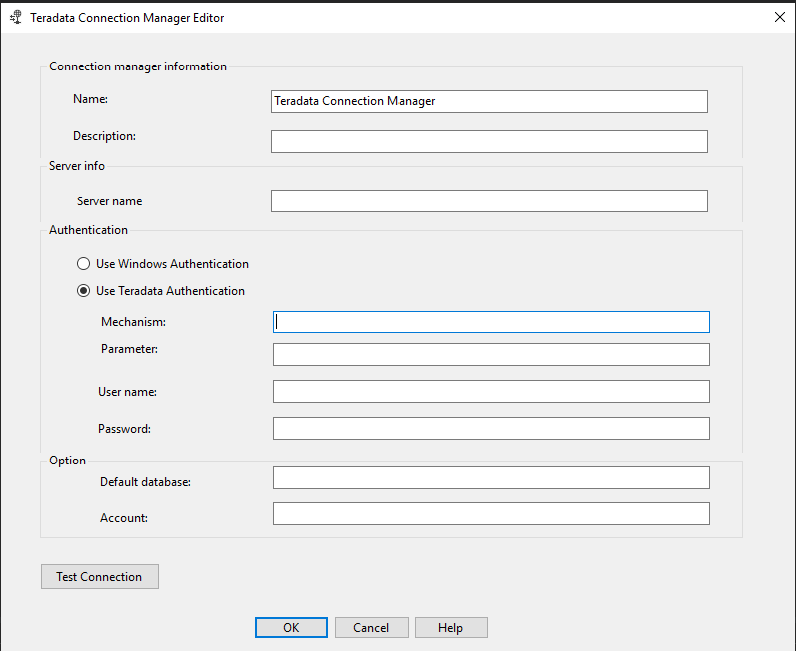 Teradata Connection Manager Editor
Connection manager information
Name: Teradata Connection Manager
Description:
Server info
Server name
Authentication
Use Windows Authentication
Use Teradata Authentication
Mechanism:
Parameter:
User name:
Password:
Option
Default database:
Account:
Test Connection
OK Cancel Help